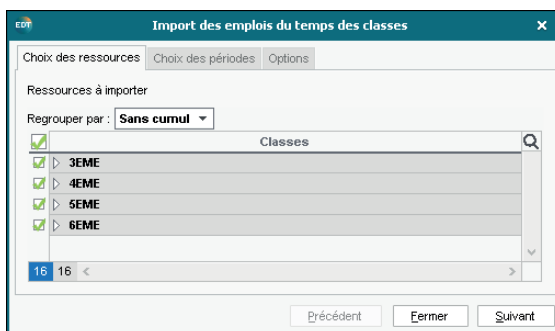 EDT Import des emplois du temps des classes
Choix des ressources Choix des périodes Options
Ressources à importer
Regrouper par : Sans cumul
Classes
3EME
4EME
5EME
6EME
16 16
Précédent Fermer Suivant